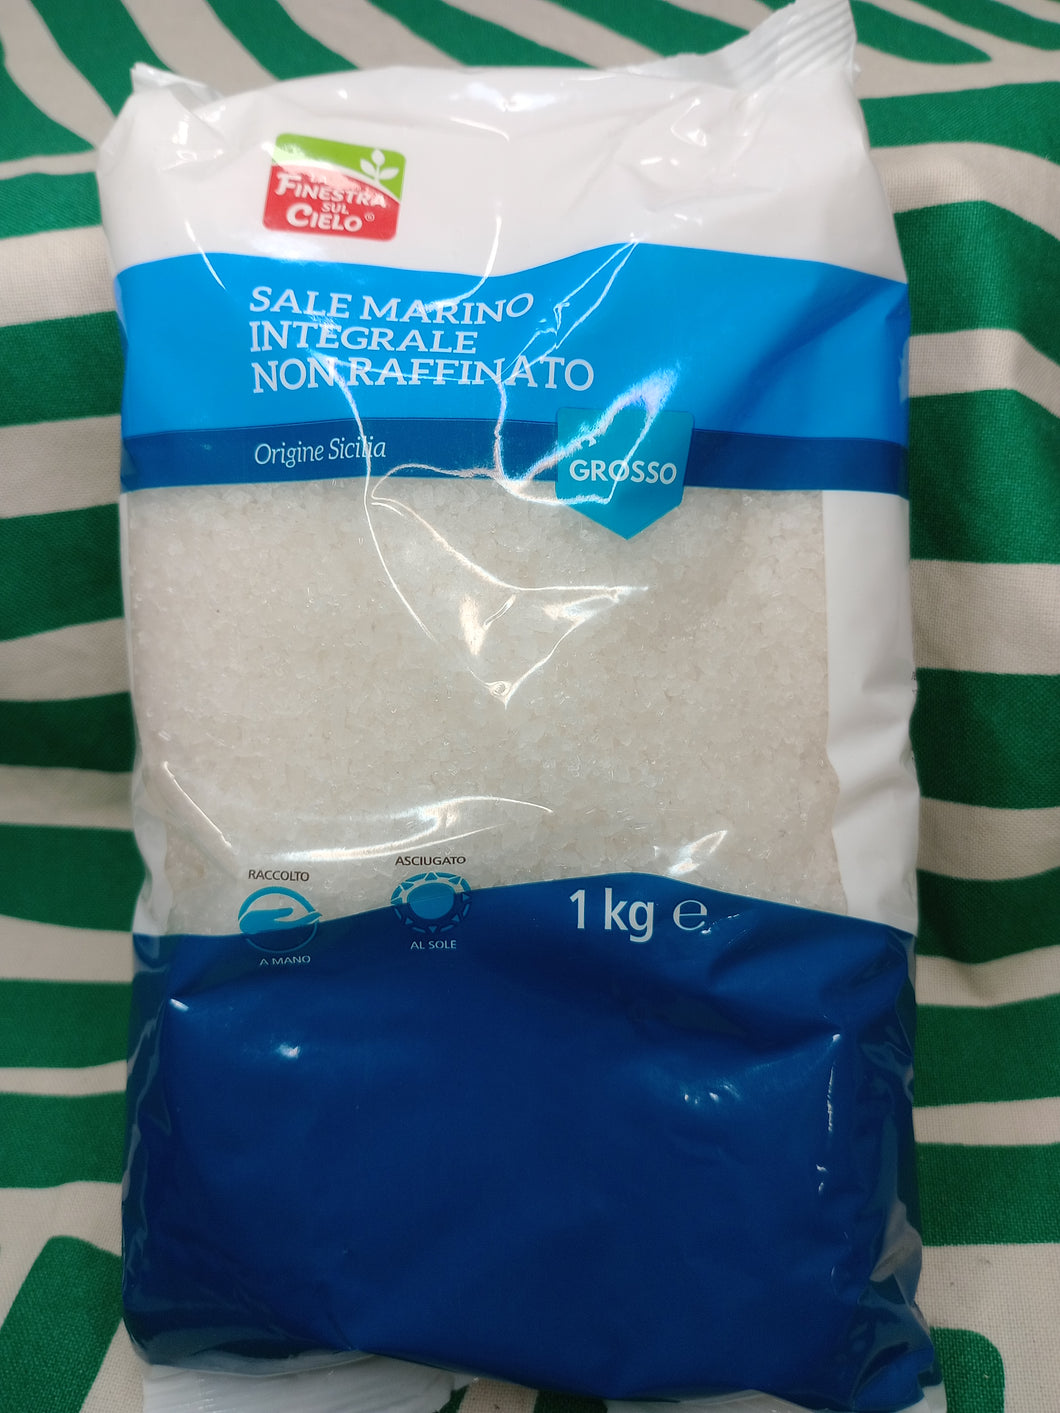 LA
FINESTRA
SUL
CIELO®
SALE MARINO
INTEGRALE
NON RAFFINATO
Origine Sicilia
GROSSO
RACCOLTO
A MANO
ASCIUGATO
AL SOLE
1 kg ℮